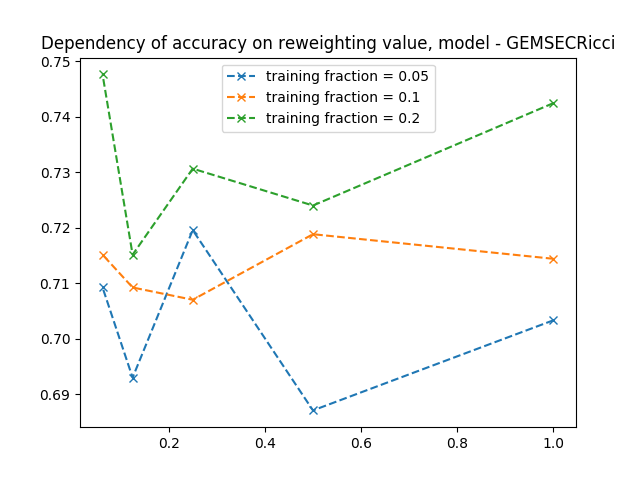 Dependency of accuracy on reweighting value, model - GEMSECRicci
training fraction = 0.05
training fraction = 0.1
training fraction = 0.2
0.75
0.74
0.73
0.72
0.71
0.70
0.69
0.2 0.4 0.6 0.8 1.0